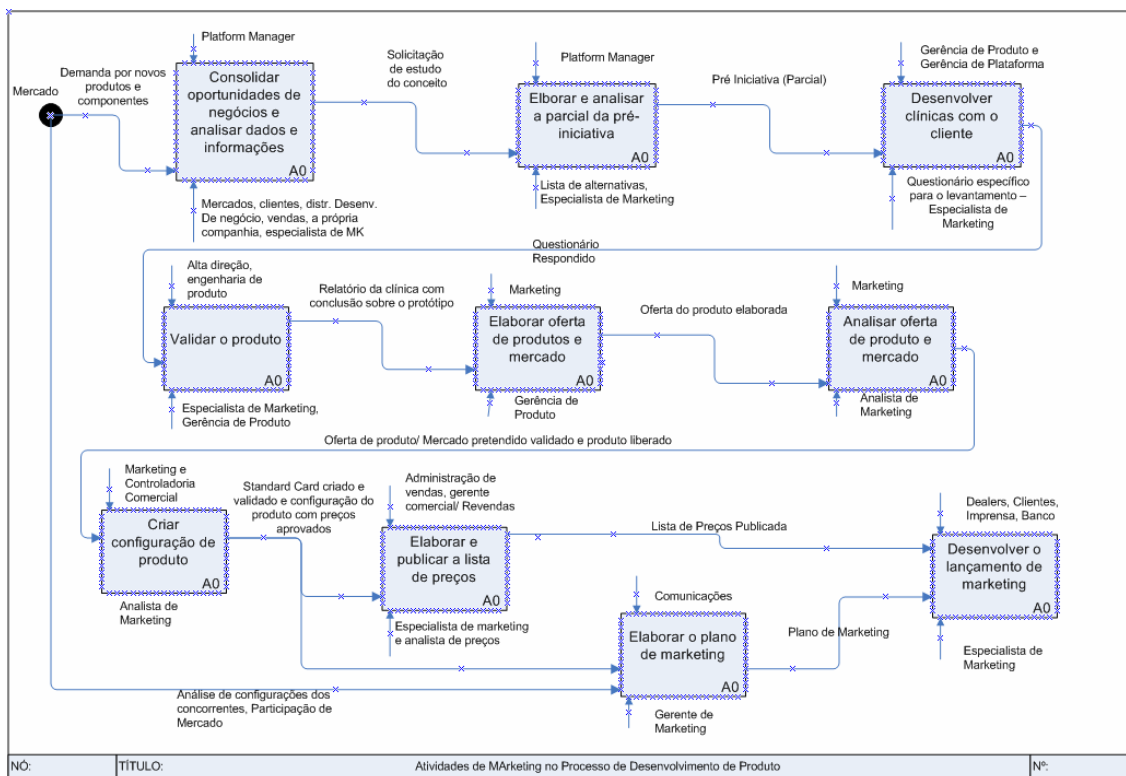 Platform Manager
Mercado
Demanda por novos
produtos e
componentes
Consolidar
oportunidades de
negócios e
analisar dados e
informações
A0
Mercados, clientes, distr. Desenv.
De negócio, vendas, a própria
companhia, especialista de MK
Solicitação
de estudo
do conceito
Platform Manager
Elborar e analisar
a parcial da pré-
iniciativa
A0
Lista de alternativas,
Especialista de Marketing
Pré Iniciativa (Parcial)
Gerência de Produto e
Gerência de Plataforma
Desenvolver
clínicas com o
cliente
A0
Questionário específico
para o levantamento –
Especialista de
Marketing
Questionário
Respondido
Alta direção,
engenharia de
produto
Validar o produto
A0
Especialista de Marketing,
Gerência de Produto
Relatório da clínica com
conclusão sobre o protótipo
Marketing
Elaborar oferta
de produtos e
mercado
A0
Gerência de
Produto
Oferta do produto elaborada
Marketing
Analisar oferta
de produto e
mercado
A0
Analista de
Marketing
Oferta de produto/ Mercado pretendido validado e produto liberado
Marketing e
Controladoria
Comercial
Criar
configuração de
produto
A0
Analista de
Marketing
Standard Card criado e
validado e configuração do
produto com preços
aprovados
Administração de
vendas, gerente
comercial/ Revendas
Elaborar e
publicar a lista
de preços
A0
Especialista de marketing
e analista de preços
Lista de Preços Publicada
Dealers, Clientes,
Imprensa, Banco
Desenvolver o
lançamento de
marketing
A0
Especialista de
Marketing
Comunicações
Elaborar o plano
de marketing
A0
Gerente de
Marketing
Plano de Marketing
Análise de configurações dos
concorrentes, Participação de
Mercado
NÓ:
TÍTULO:
Atividades de MArketing no Processo de Desenvolvimento de Produto
Nº: